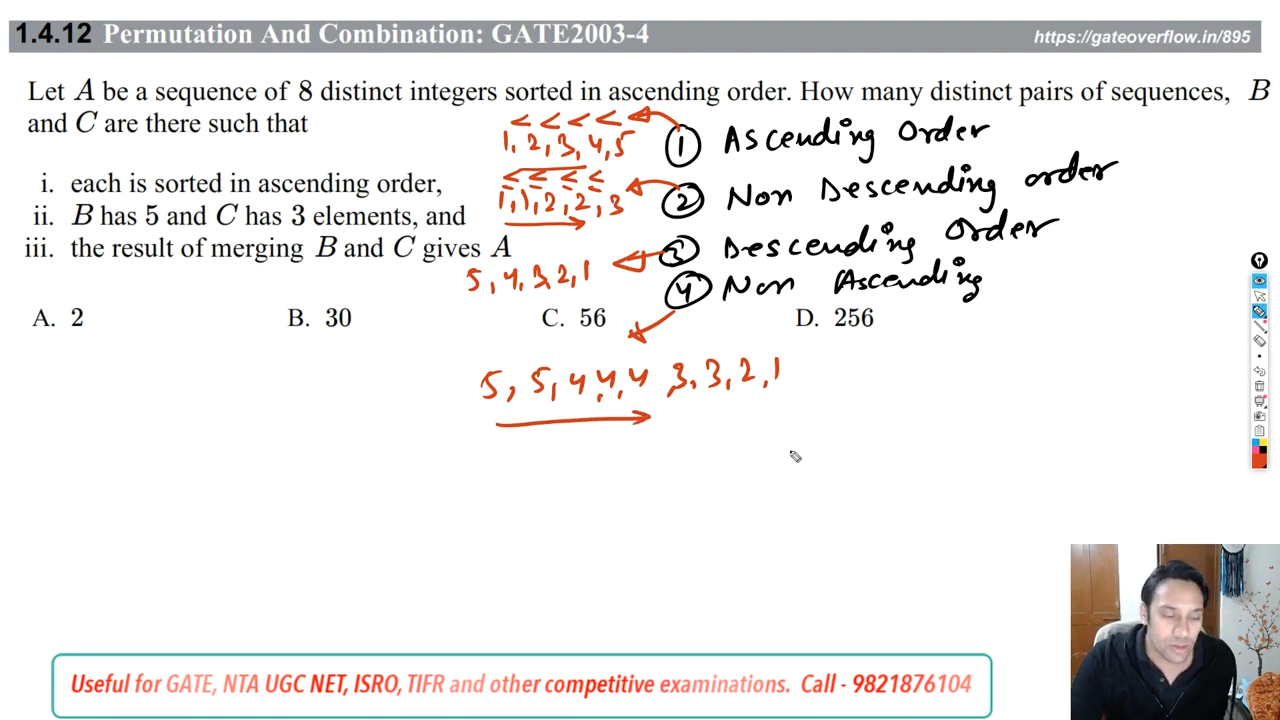 1.4.12 Permutation And Combination: GATE2003-4
https://gateoverflow.in/895
Let A be a sequence of 8 distinct integers sorted in ascending order. How many distinct pairs of sequences, B
and C are there such that
< < < <
1, 2, 3, 4, 5
① Ascending Order
i. each is sorted in ascending order,
≤ ≤ ≤ ≤
1, 1, 2, 2, 3
② Non Descending order
ii. B has 5 and C has 3 elements, and
iii. the result of merging B and C gives A
5, 4, 3, 2, 1
③ Descending Order
④ Non Ascending
A. 2 B. 30 C. 56 D. 256
5, 5, 4, 4, 4, 3, 3, 2, 1
Useful for GATE, NTA UGC NET, ISRO, TIFR and other competitive examinations. Call - 9821876104